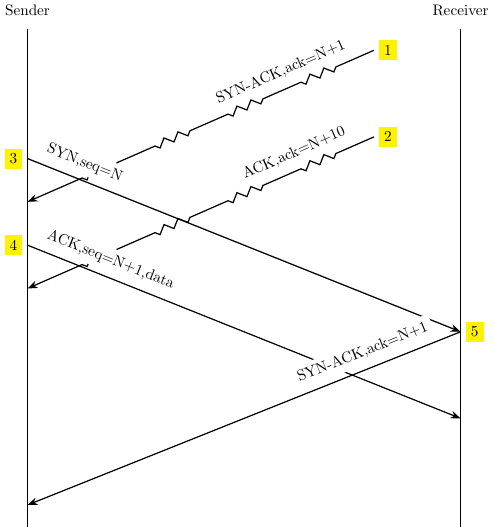 Sender
Receiver
1
SYN-ACK,ack=N+1
2
ACK,ack=N+10
3
SYN,seq=N
4
ACK,seq=N+1,data
5
SYN-ACK,ack=N+1